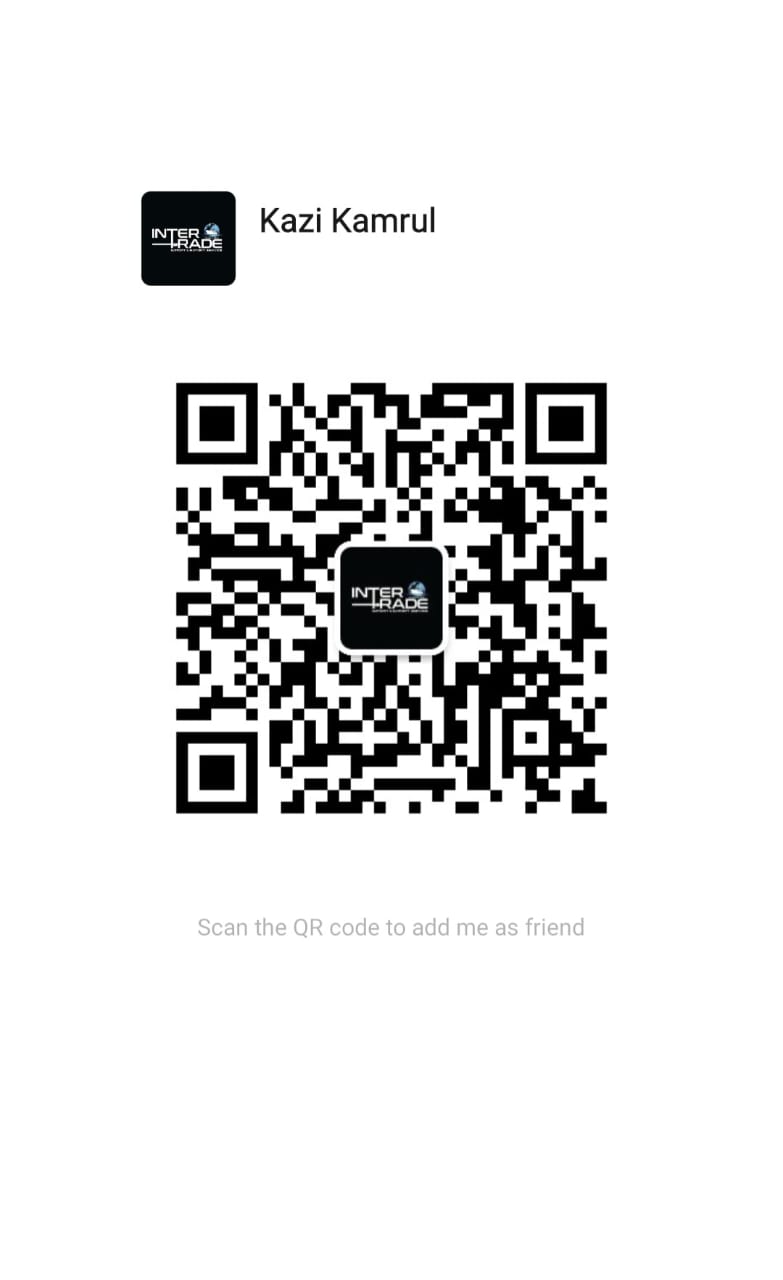 INTER
TRADE
Kazi Kamrul
INTER
TRADE
Scan the QR code to add me as friend